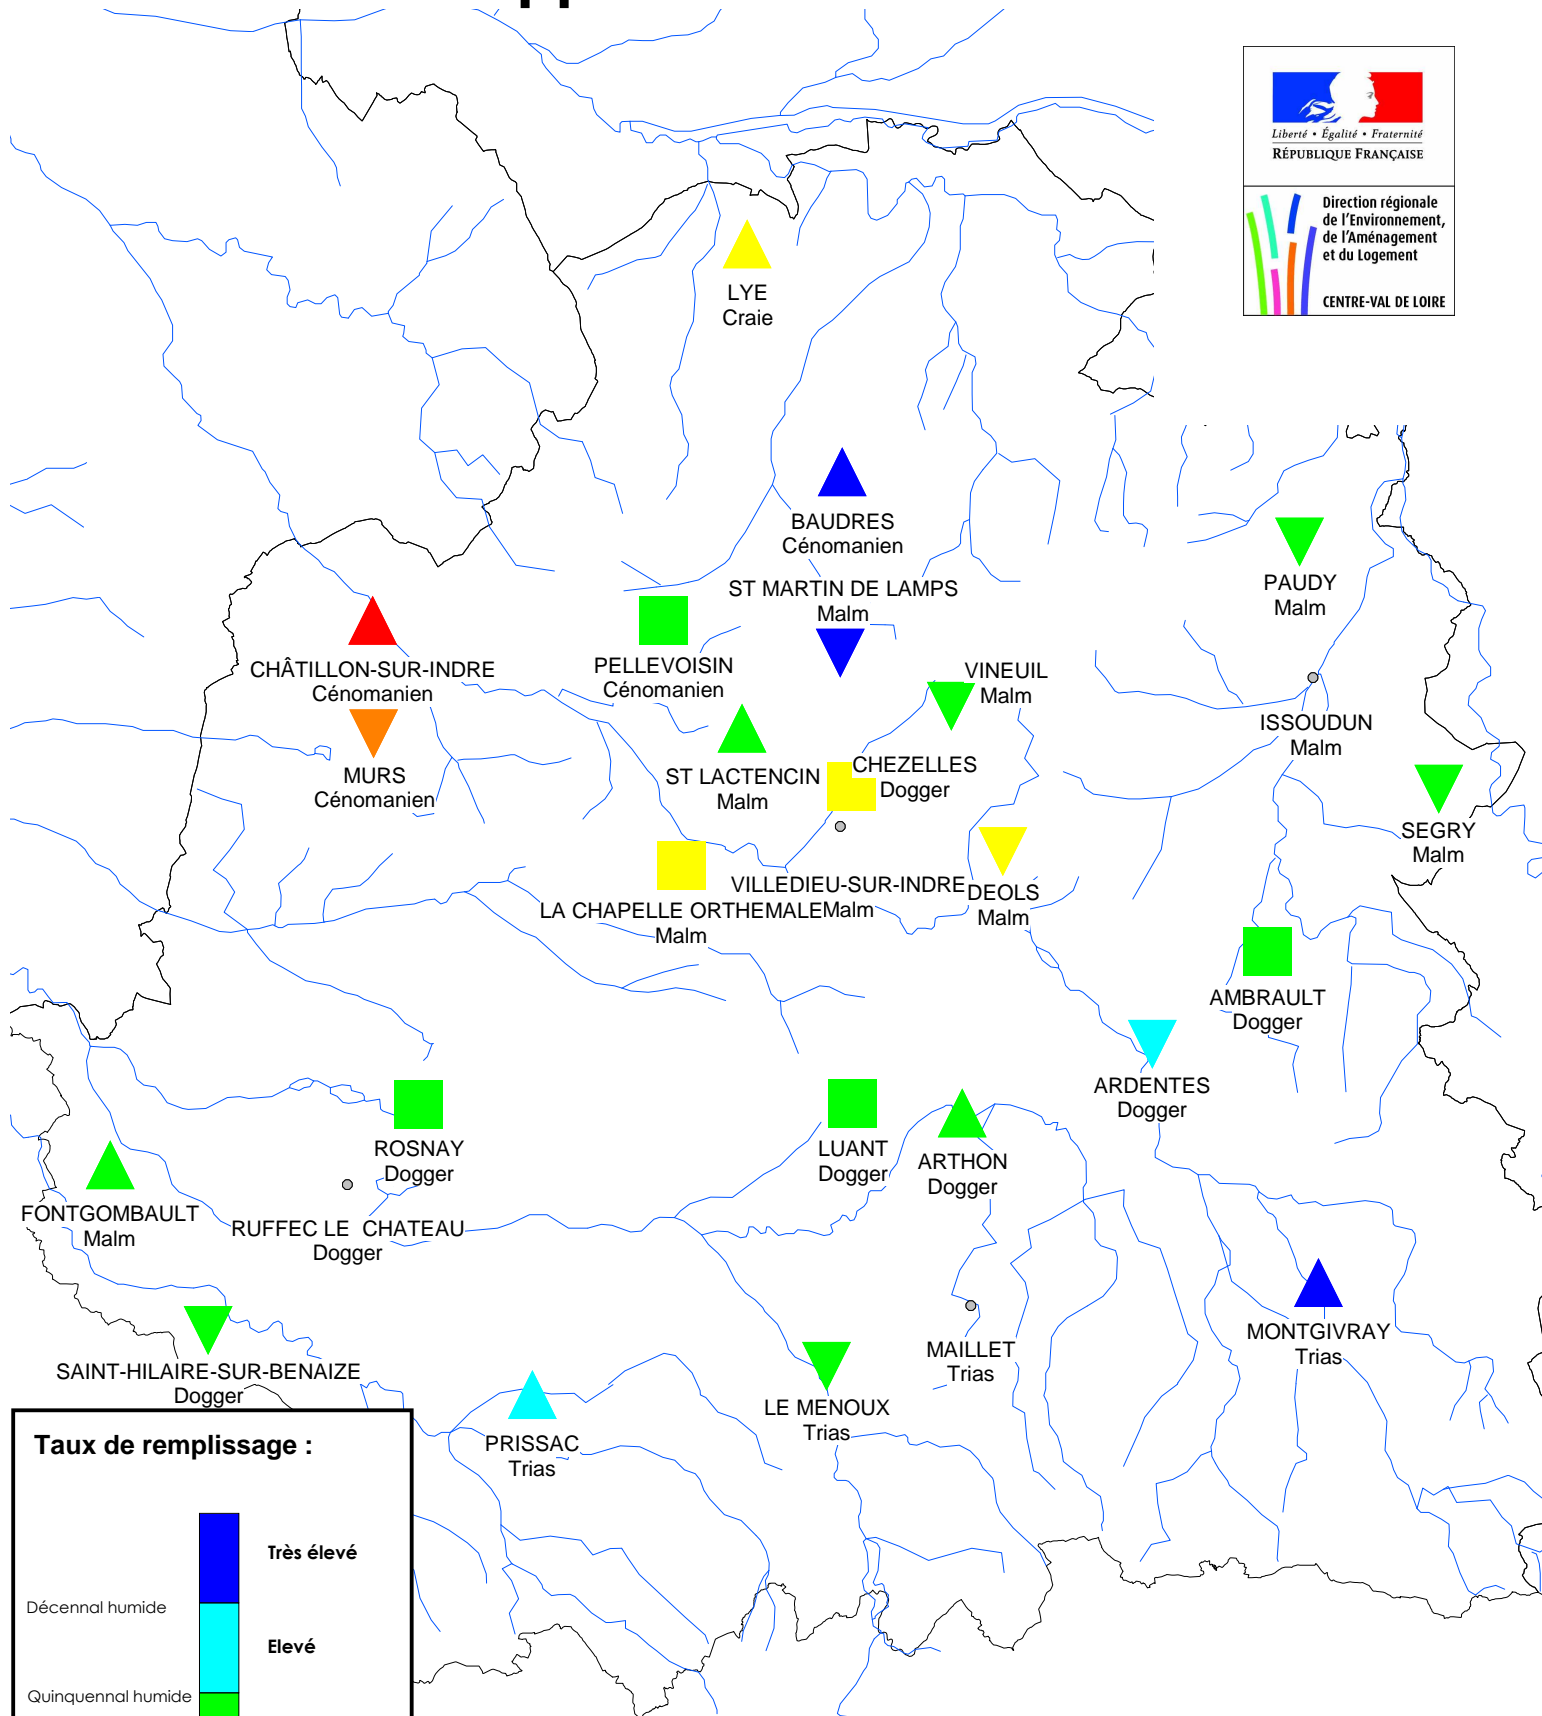 Liberté • Égalité • Fraternité
RÉPUBLIQUE FRANÇAISE
Direction régionale
de l'Environnement,
de l'Aménagement
et du Logement
CENTRE-VAL DE LOIRE
LYE
Craie
BAUDRES
Cénomanien
ST MARTIN DE LAMPS
Malm
PAUDY
Malm
CHÂTILLON-SUR-INDRE
Cénomanien
PELLEVOISIN
Cénomanien
VINEUIL
Malm
ISSOUDUN
Malm
MURS
Cénomanien
ST LACTENCIN
Malm
CHEZELLES
Dogger
SEGRY
Malm
VILLEDIEU-SUR-INDRE
Malm
DEOLS
Malm
LA CHAPELLE ORTHEMALE
Malm
AMBRAULT
Dogger
ARDENTES
Dogger
ROSNAY
Dogger
LUANT
Dogger
ARTHON
Dogger
FONTGOMBAULT
Malm
RUFFEC LE CHATEAU
Dogger
MONTGIVRAY
Trias
MAILLET
Trias
SAINT-HILAIRE-SUR-BENAIZE
Dogger
LE MENOUX
Trias
PRISSAC
Trias
Taux de remplissage :
Très élevé
Décennal humide
Elevé
Quinquennal humide